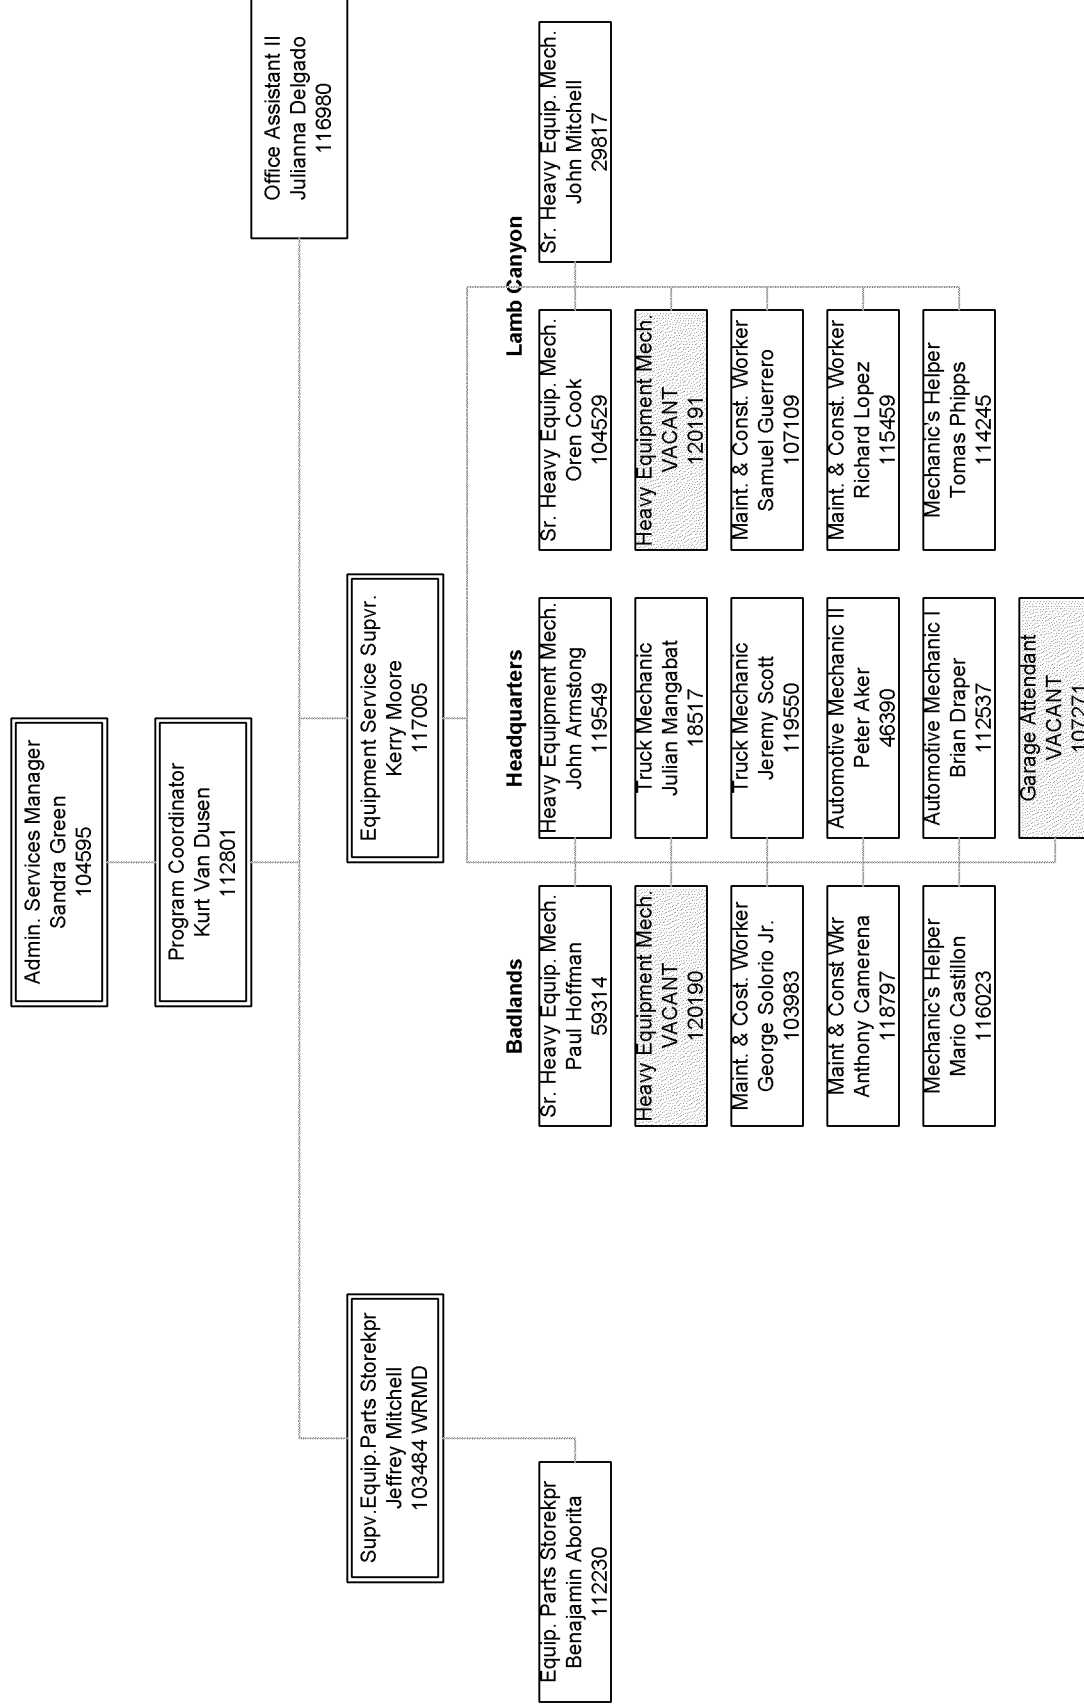 Admin. Services Manager
Sandra Green
104595
Program Coordinator
Kurt Van Dusen
112801
Office Assistant II
Julianna Delgado
116980
Supv.Equip.Parts Storekpr
Jeffrey Mitchell
103484 WRMD
Equipment Service Supvr.
Kerry Moore
117005
Equip. Parts Storekpr
Benajamin Aborita
112230
Badlands
Sr. Heavy Equip. Mech.
Paul Hoffman
59314
Heavy Equipment Mech.
VACANT
120190
Maint. & Cost. Worker
George Solorio Jr.
103983
Maint & Const Wkr
Anthony Camerena
118797
Mechanic's Helper
Mario Castillon
116023
Headquarters
Heavy Equipment Mech.
John Armstong
119549
Truck Mechanic
Julian Mangabat
18517
Truck Mechanic
Jeremy Scott
119550
Automotive Mechanic II
Peter Aker
46390
Automotive Mechanic I
Brian Draper
112537
Garage Attendant
VACANT
107271
Lamb Canyon
Sr. Heavy Equip. Mech.
Oren Cook
104529
Heavy Equipment Mech.
VACANT
120191
Maint. & Const. Worker
Samuel Guerrero
107109
Maint. & Const. Worker
Richard Lopez
115459
Mechanic's Helper
Tomas Phipps
114245
Sr. Heavy Equip. Mech.
John Mitchell
29817